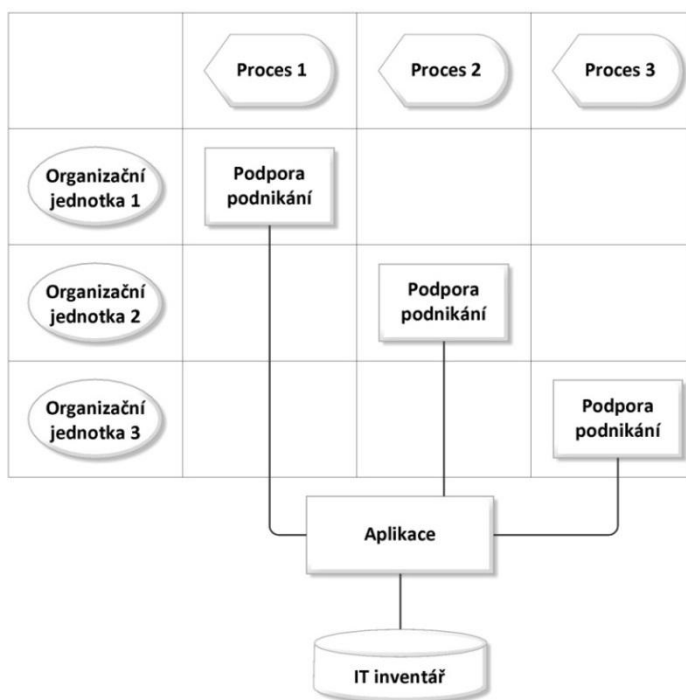 Proces 1
Proces 2
Proces 3
Organizační
jednotka 1
Podpora
podnikání
Organizační
jednotka 2
Podpora
podnikání
Organizační
jednotka 3
Podpora
podnikání
Aplikace
IT inventář